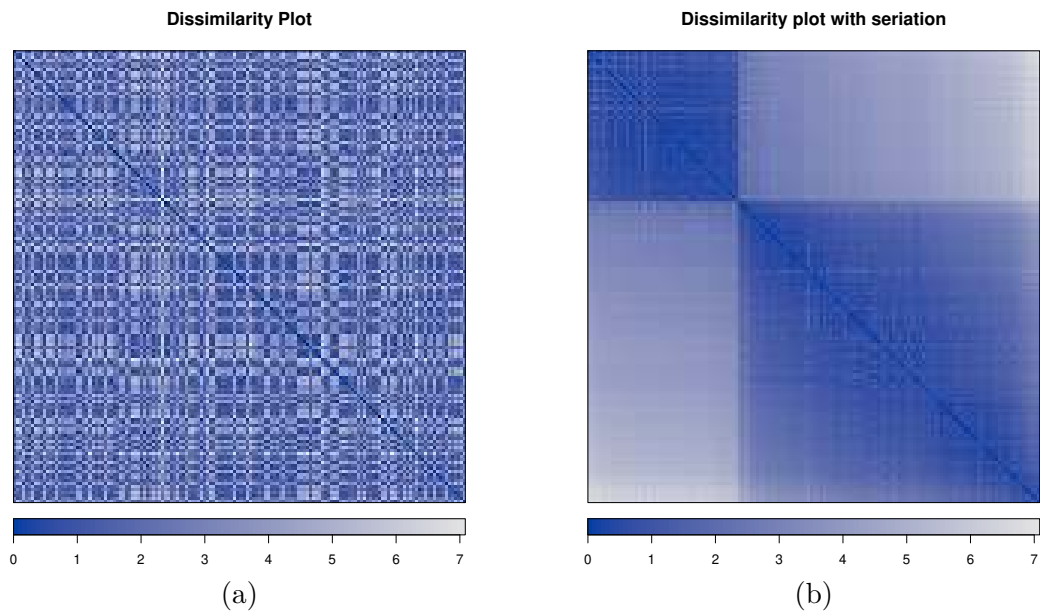 Dissimilarity Plot
Dissimilarity plot with seriation
0 1 2 3 4 5 6 7
0 1 2 3 4 5 6 7
(a)
(b)